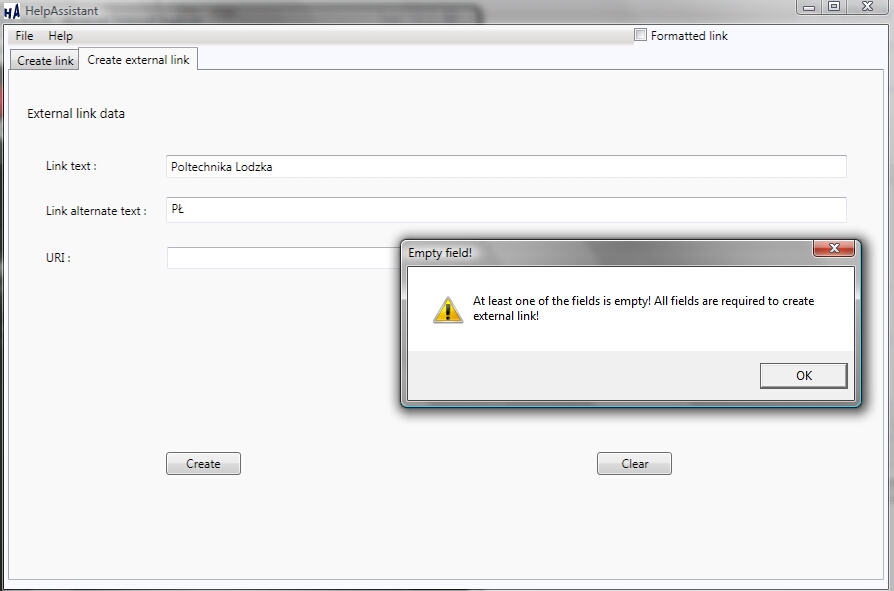 HA HelpAssistant
File Help
Formatted link
Create link Create external link
External link data
Link text : Poltechnika Lodzka
Link alternate text : PŁ
URI :
Empty field!
At least one of the fields is empty! All fields are required to create
external link!
OK
Create Clear